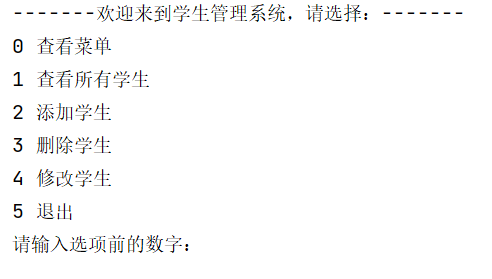 -------欢迎来到学生管理系统，请选择：-------
0 查看菜单
1 查看所有学生
2 添加学生
3 删除学生
4 修改学生
5 退出
请输入选项前的数字：